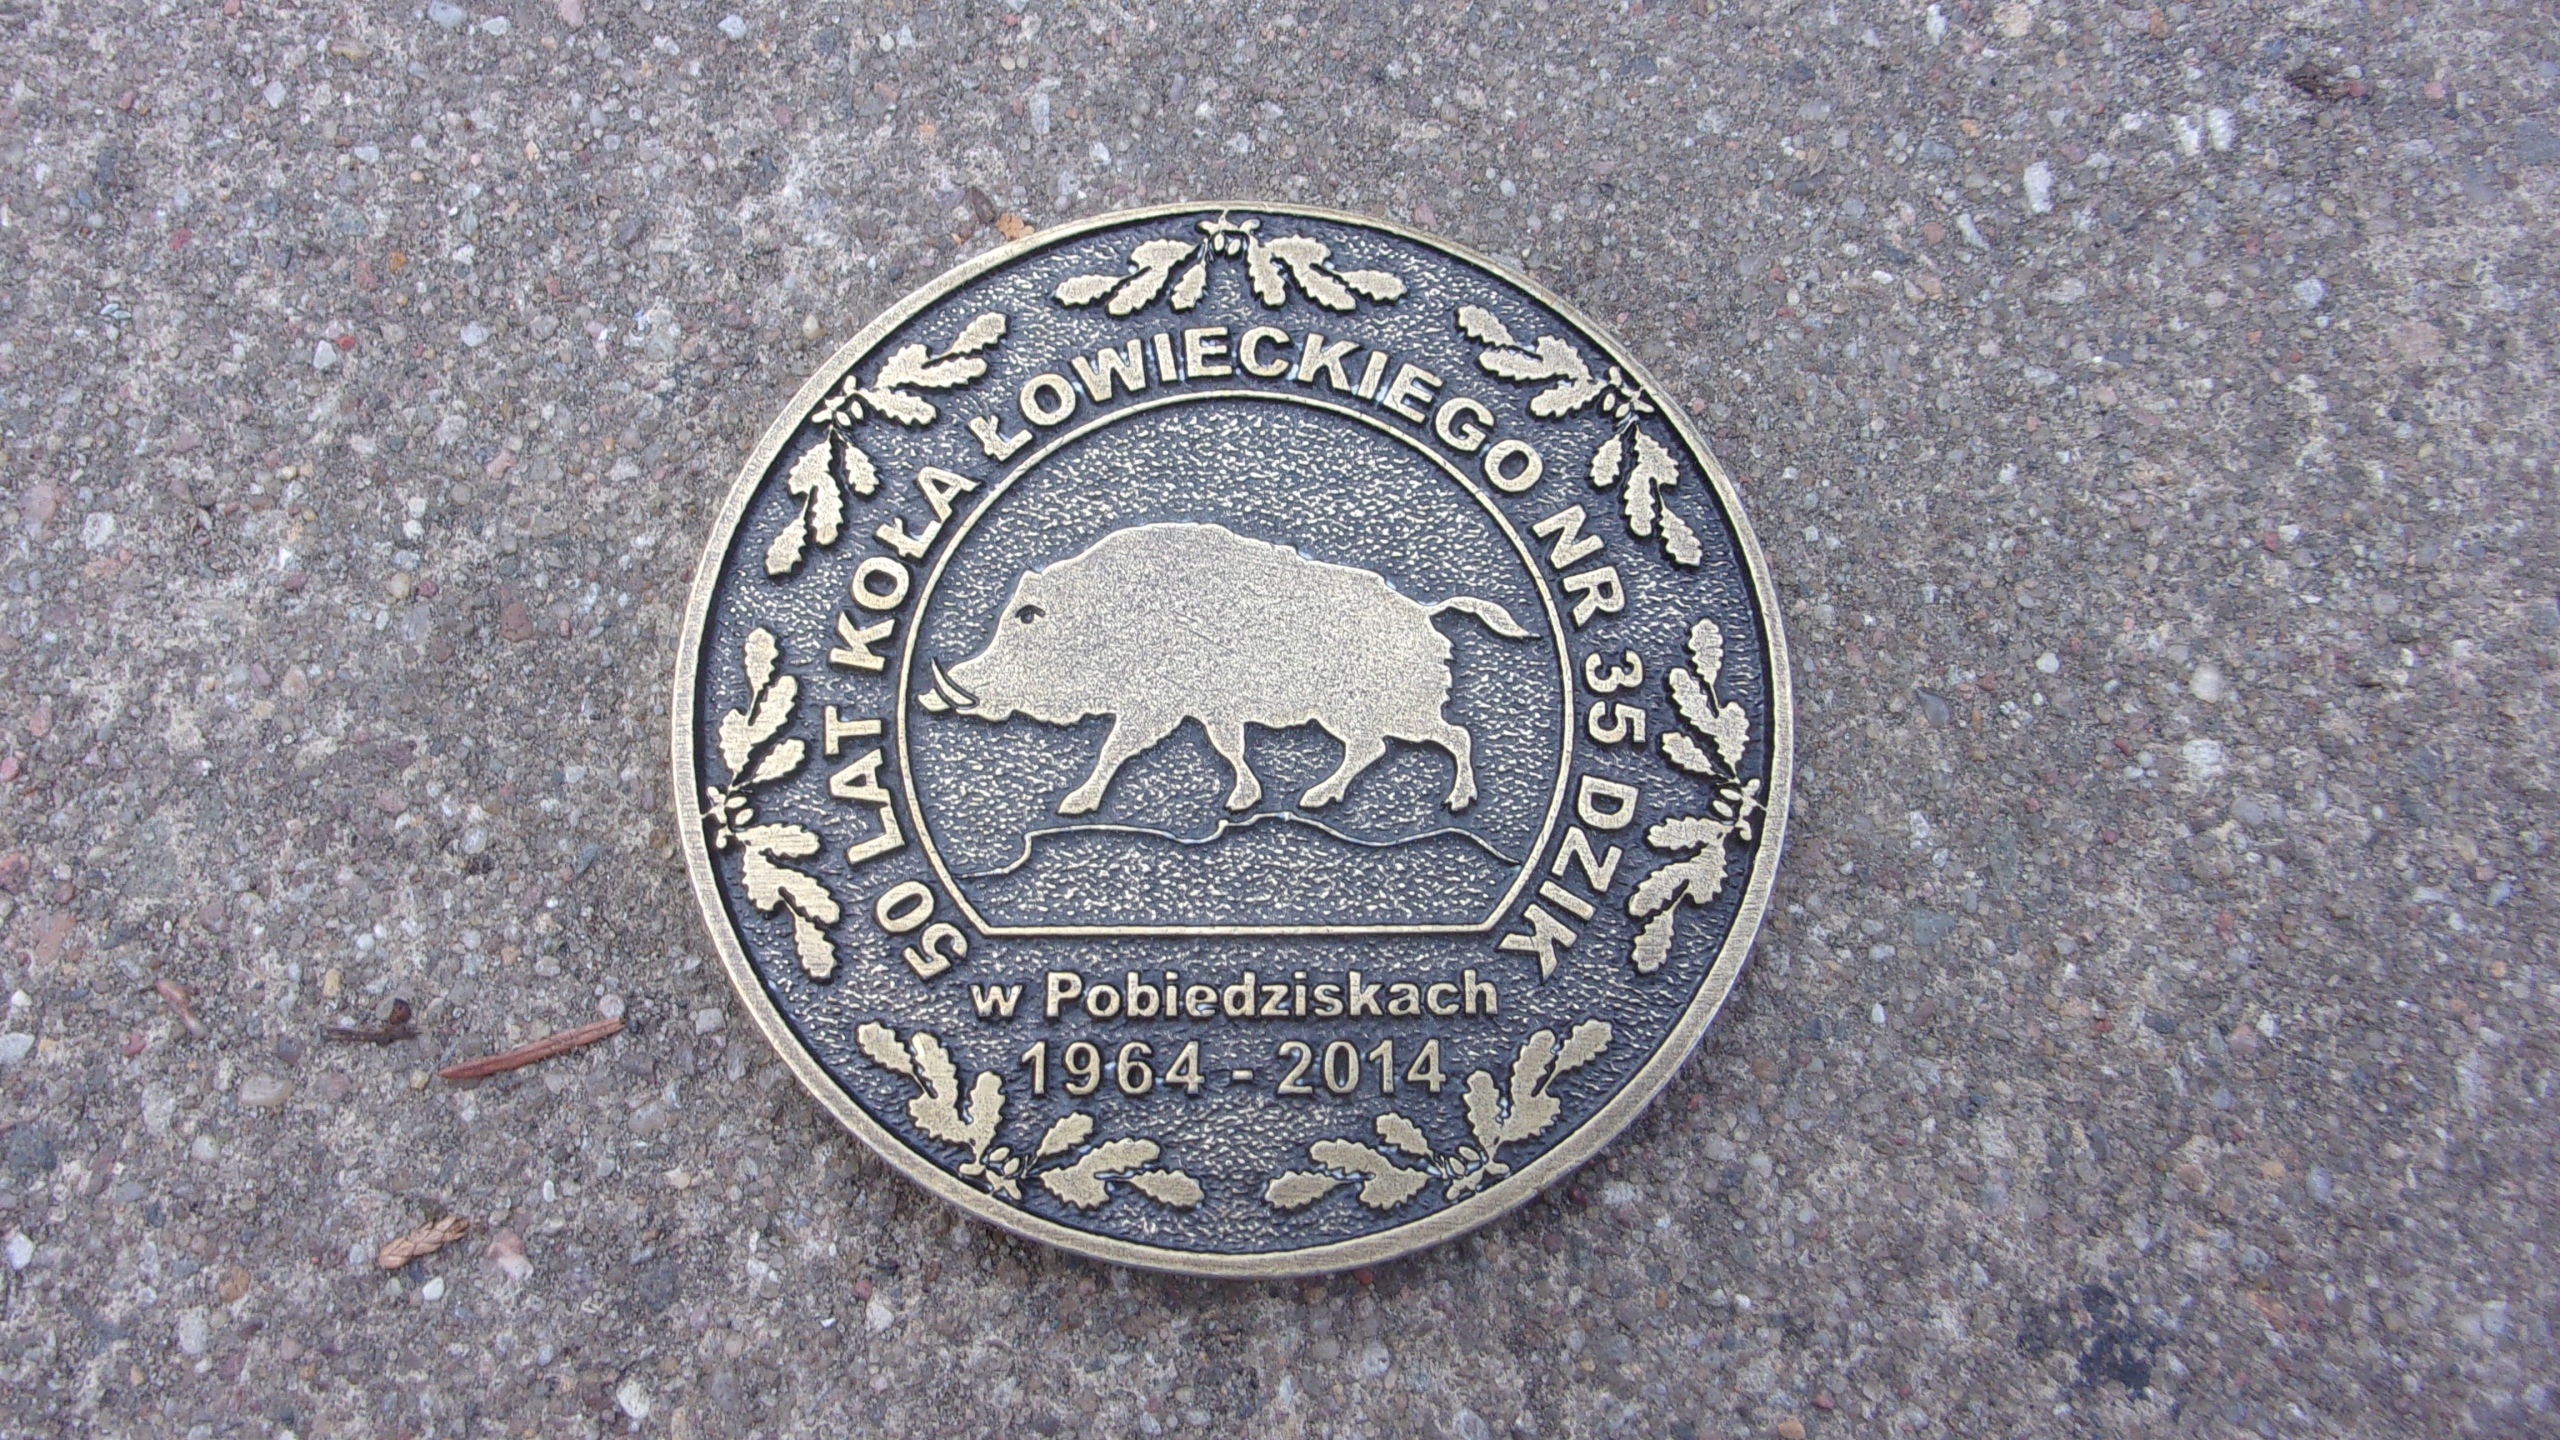 50 LAT KOŁA ŁOWIECKIEGO NR 35 DZIK
w Pobiedziskach
1964 - 2014